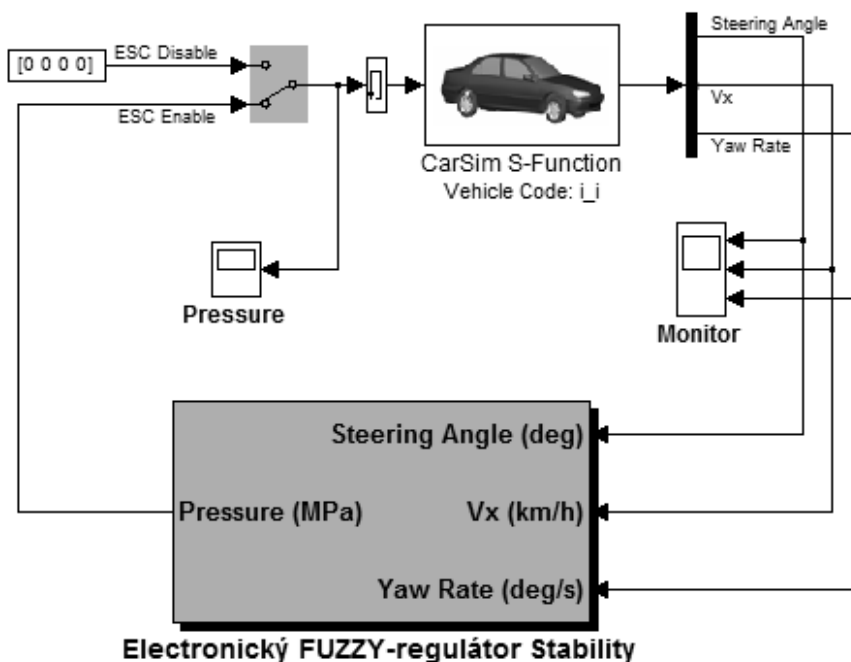 Steering Angle
ESC Disable
[0 0 0 0]
Vx
ESC Enable
Yaw Rate
CarSim S-Function
Vehicle Code: i_i
Pressure
Monitor
Steering Angle (deg)
Pressure (MPa)
Vx (km/h)
Yaw Rate (deg/s)
Electronický FUZZY-regulátor Stability